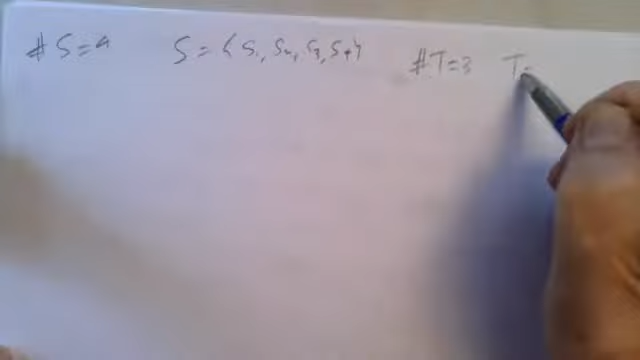 # S = 4 S = { S1, S2, S3, S4 } # T = 3 T =